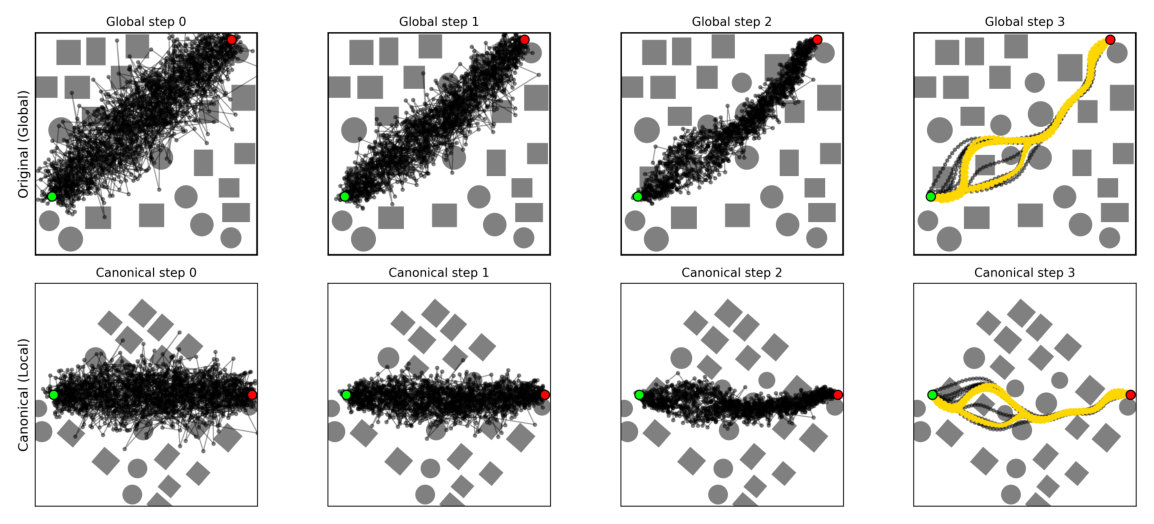 Global step 0
Global step 1
Global step 2
Global step 3
Original (Global)
Canonical step 0
Canonical step 1
Canonical step 2
Canonical step 3
Canonical (Local)